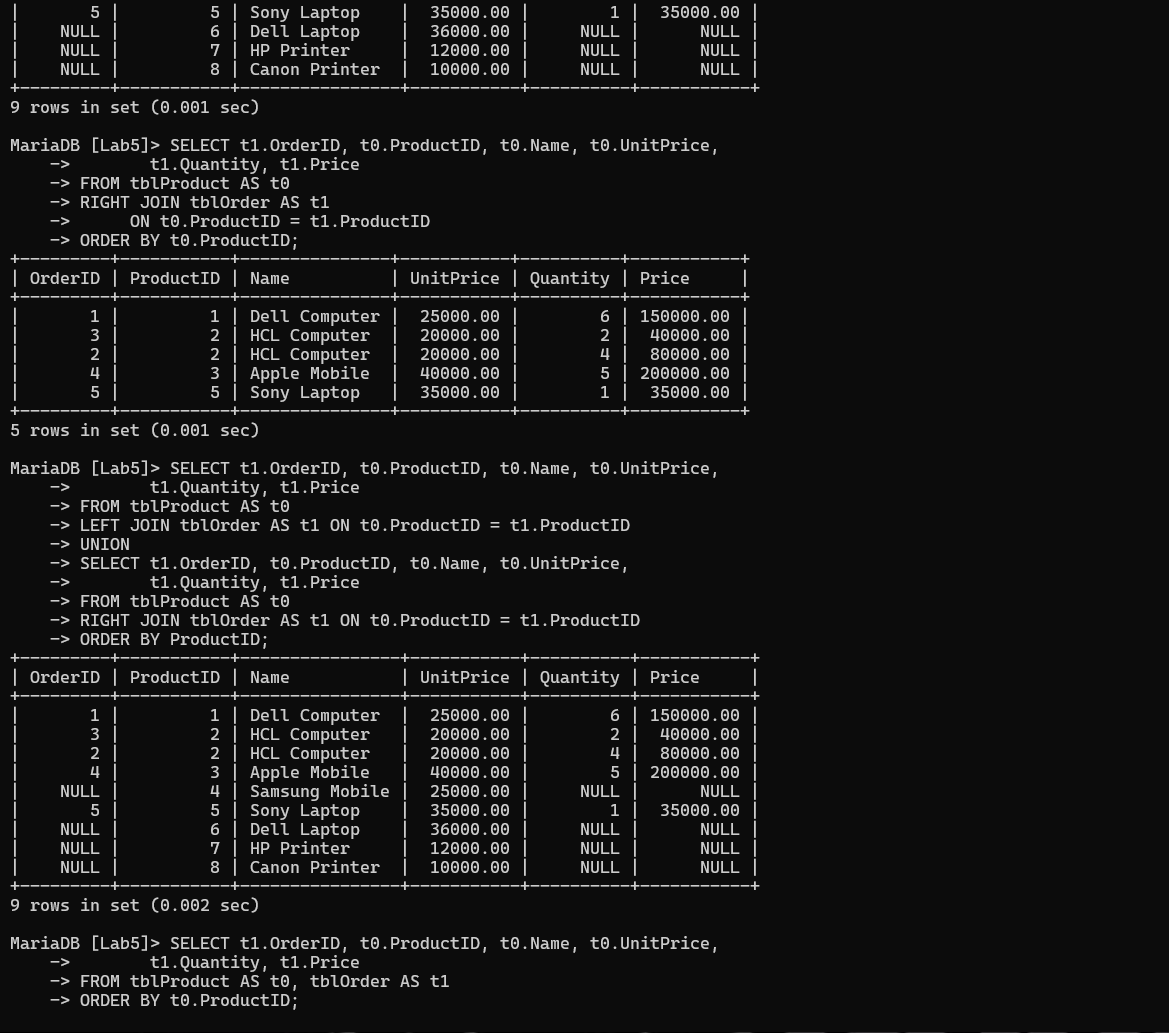 |       5 |         5 | Sony Laptop    |  35000.00 |        1 |  35000.00 |
|    NULL |         6 | Dell Laptop    |  36000.00 |     NULL |      NULL |
|    NULL |         7 | HP Printer     |  12000.00 |     NULL |      NULL |
|    NULL |         8 | Canon Printer  |  10000.00 |     NULL |      NULL |
+---------+-----------+----------------+-----------+----------+-----------+
9 rows in set (0.001 sec)

MariaDB [Lab5]> SELECT t1.OrderID, t0.ProductID, t0.Name, t0.UnitPrice,
    ->        t1.Quantity, t1.Price
    -> FROM tblProduct AS t0
    -> RIGHT JOIN tblOrder AS t1
    ->      ON t0.ProductID = t1.ProductID
    -> ORDER BY t0.ProductID;
+---------+-----------+---------------+-----------+----------+-----------+
| OrderID | ProductID | Name          | UnitPrice | Quantity | Price     |
+---------+-----------+---------------+-----------+----------+-----------+
|       1 |         1 | Dell Computer |  25000.00 |        6 | 150000.00 |
|       3 |         2 | HCL Computer  |  20000.00 |        2 |  40000.00 |
|       2 |         2 | HCL Computer  |  20000.00 |        4 |  80000.00 |
|       4 |         3 | Apple Mobile  |  40000.00 |        5 | 200000.00 |
|       5 |         5 | Sony Laptop   |  35000.00 |        1 |  35000.00 |
+---------+-----------+---------------+-----------+----------+-----------+
5 rows in set (0.001 sec)

MariaDB [Lab5]> SELECT t1.OrderID, t0.ProductID, t0.Name, t0.UnitPrice,
    ->        t1.Quantity, t1.Price
    -> FROM tblProduct AS t0
    -> LEFT JOIN tblOrder AS t1 ON t0.ProductID = t1.ProductID
    -> UNION
    -> SELECT t1.OrderID, t0.ProductID, t0.Name, t0.UnitPrice,
    ->        t1.Quantity, t1.Price
    -> FROM tblProduct AS t0
    -> RIGHT JOIN tblOrder AS t1 ON t0.ProductID = t1.ProductID
    -> ORDER BY ProductID;
+---------+-----------+----------------+-----------+----------+-----------+
| OrderID | ProductID | Name           | UnitPrice | Quantity | Price     |
+---------+-----------+----------------+-----------+----------+-----------+
|       1 |         1 | Dell Computer  |  25000.00 |        6 | 150000.00 |
|       3 |         2 | HCL Computer   |  20000.00 |        2 |  40000.00 |
|       2 |         2 | HCL Computer   |  20000.00 |        4 |  80000.00 |
|       4 |         3 | Apple Mobile   |  40000.00 |        5 | 200000.00 |
|    NULL |         4 | Samsung Mobile |  25000.00 |     NULL |      NULL |
|       5 |         5 | Sony Laptop    |  35000.00 |        1 |  35000.00 |
|    NULL |         6 | Dell Laptop    |  36000.00 |     NULL |      NULL |
|    NULL |         7 | HP Printer     |  12000.00 |     NULL |      NULL |
|    NULL |         8 | Canon Printer  |  10000.00 |     NULL |      NULL |
+---------+-----------+----------------+-----------+----------+-----------+
9 rows in set (0.002 sec)

MariaDB [Lab5]> SELECT t1.OrderID, t0.ProductID, t0.Name, t0.UnitPrice,
    ->        t1.Quantity, t1.Price
    -> FROM tblProduct AS t0, tblOrder AS t1
    -> ORDER BY t0.ProductID;